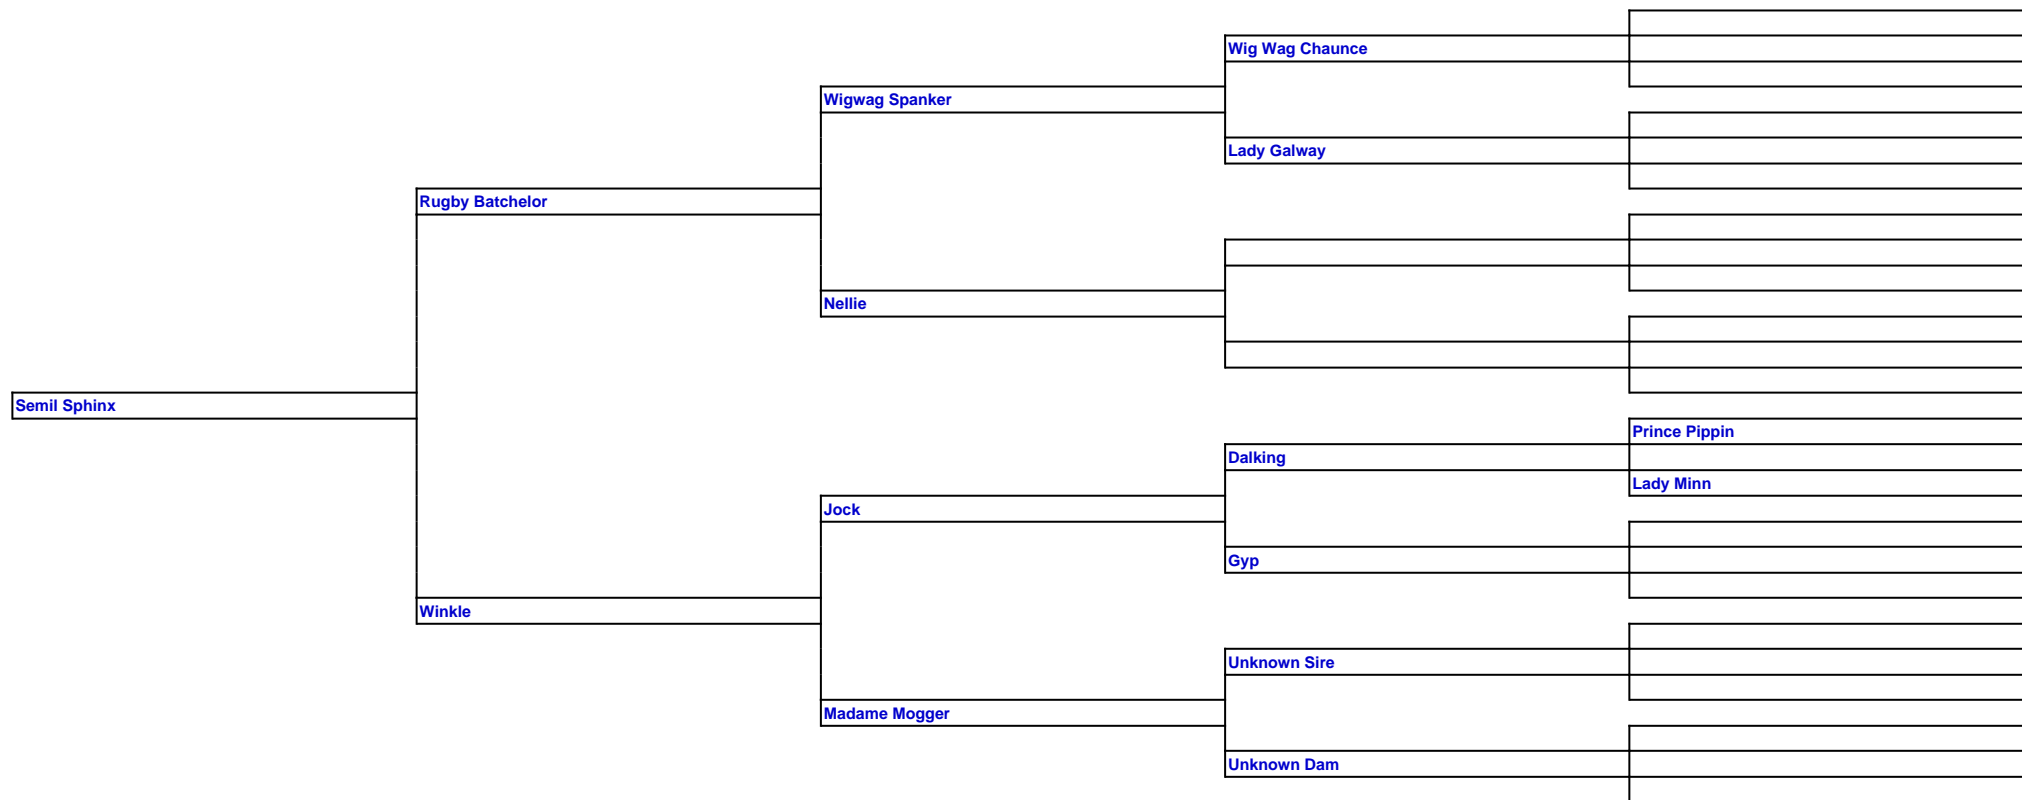 Wig Wag Chaunce
Wigwag Spanker
Lady Galway
Rugby Batchelor
Nellie
Semil Sphinx
Prince Pippin
Dalking
Lady Minn
Jock
Gyp
Winkle
Unknown Sire
Madame Mogger
Unknown Dam